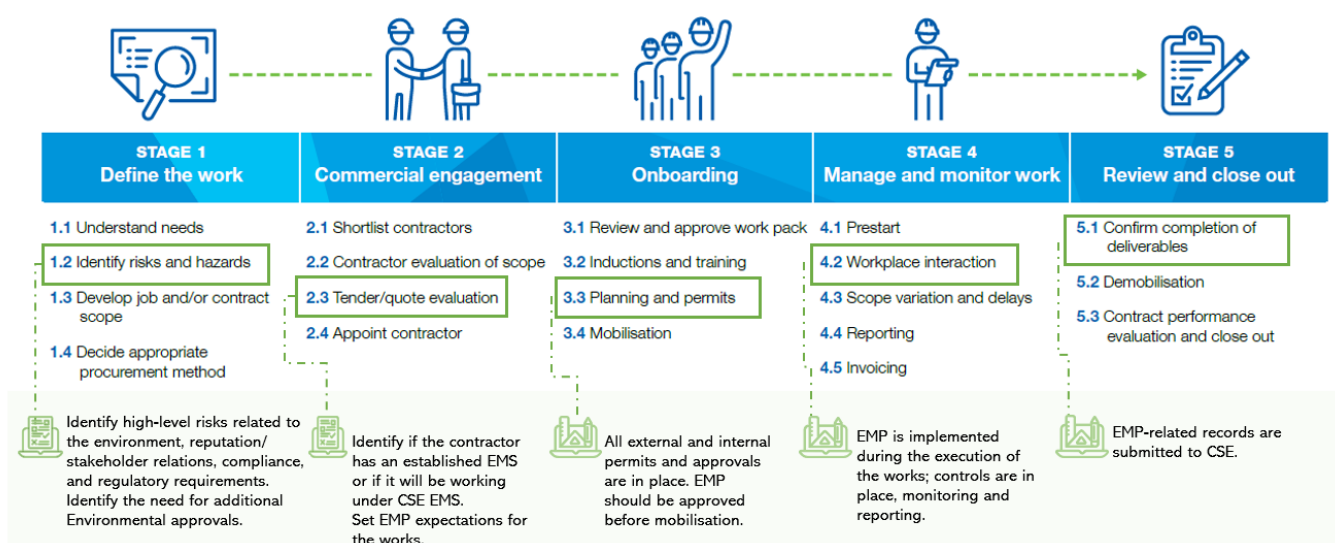 STAGE 1
Define the work
STAGE 2
Commercial engagement
STAGE 3
Onboarding
STAGE 4
Manage and monitor work
STAGE 5
Review and close out
1.1 Understand needs
1.2 Identify risks and hazards
1.3 Develop job and/or contract
scope
1.4 Decide appropriate
procurement method
2.1 Shortlist contractors
2.2 Contractor evaluation of scope
2.3 Tender/quote evaluation
2.4 Appoint contractor
3.1 Review and approve work pack
3.2 Inductions and training
3.3 Planning and permits
3.4 Mobilisation
4.1 Prestart
4.2 Workplace interaction
4.3 Scope variation and delays
4.4 Reporting
4.5 Invoicing
5.1 Confirm completion of
deliverables
5.2 Demobilisation
5.3 Contract performance
evaluation and close out
Identify high-level risks related to
the environment, reputation/
stakeholder relations, compliance,
and regulatory requirements.
Identify the need for additional
Environmental approvals.
Identify if the contractor
has an established EMS
or if it will be working
under CSE EMS.
Set EMP expectations for
the works.
All external and internal
permits and approvals
are in place. EMP
should be approved
before mobilisation.
EMP is implemented
during the execution of
the works; controls are in
place, monitoring and
reporting.
EMP-related records are
submitted to CSE.